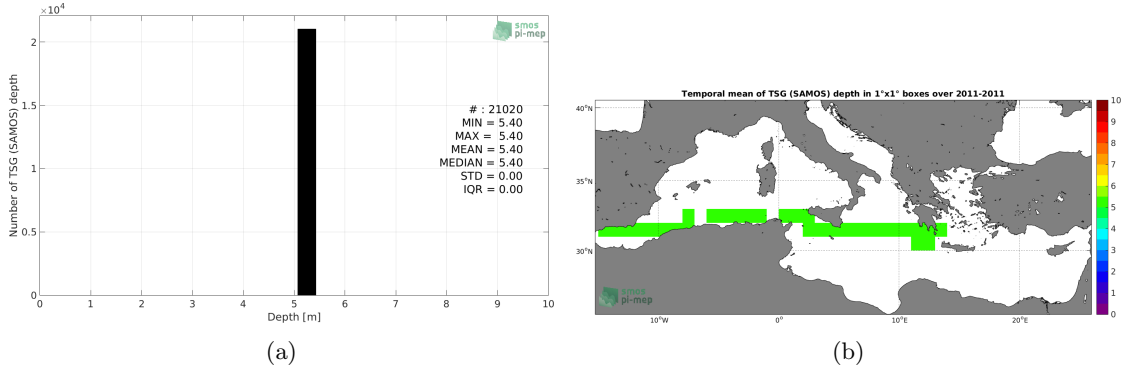 ×10⁴
2
1.5
1
0.5
0
0 1 2 3 4 5 6 7 8 9 10
Number of TSG (SAMOS) depth
Depth [m]
smos
pi-mep
# : 21020
MIN = 5.40
MAX = 5.40
MEAN = 5.40
MEDIAN = 5.40
STD = 0.00
IQR = 0.00
(a)
Temporal mean of TSG (SAMOS) depth in 1°x1° boxes over 2011-2011
40°N
35°N
30°N
10°W 0° 10°E 20°E
smos
pi-mep
10
9
8
7
6
5
4
3
2
1
0
(b)